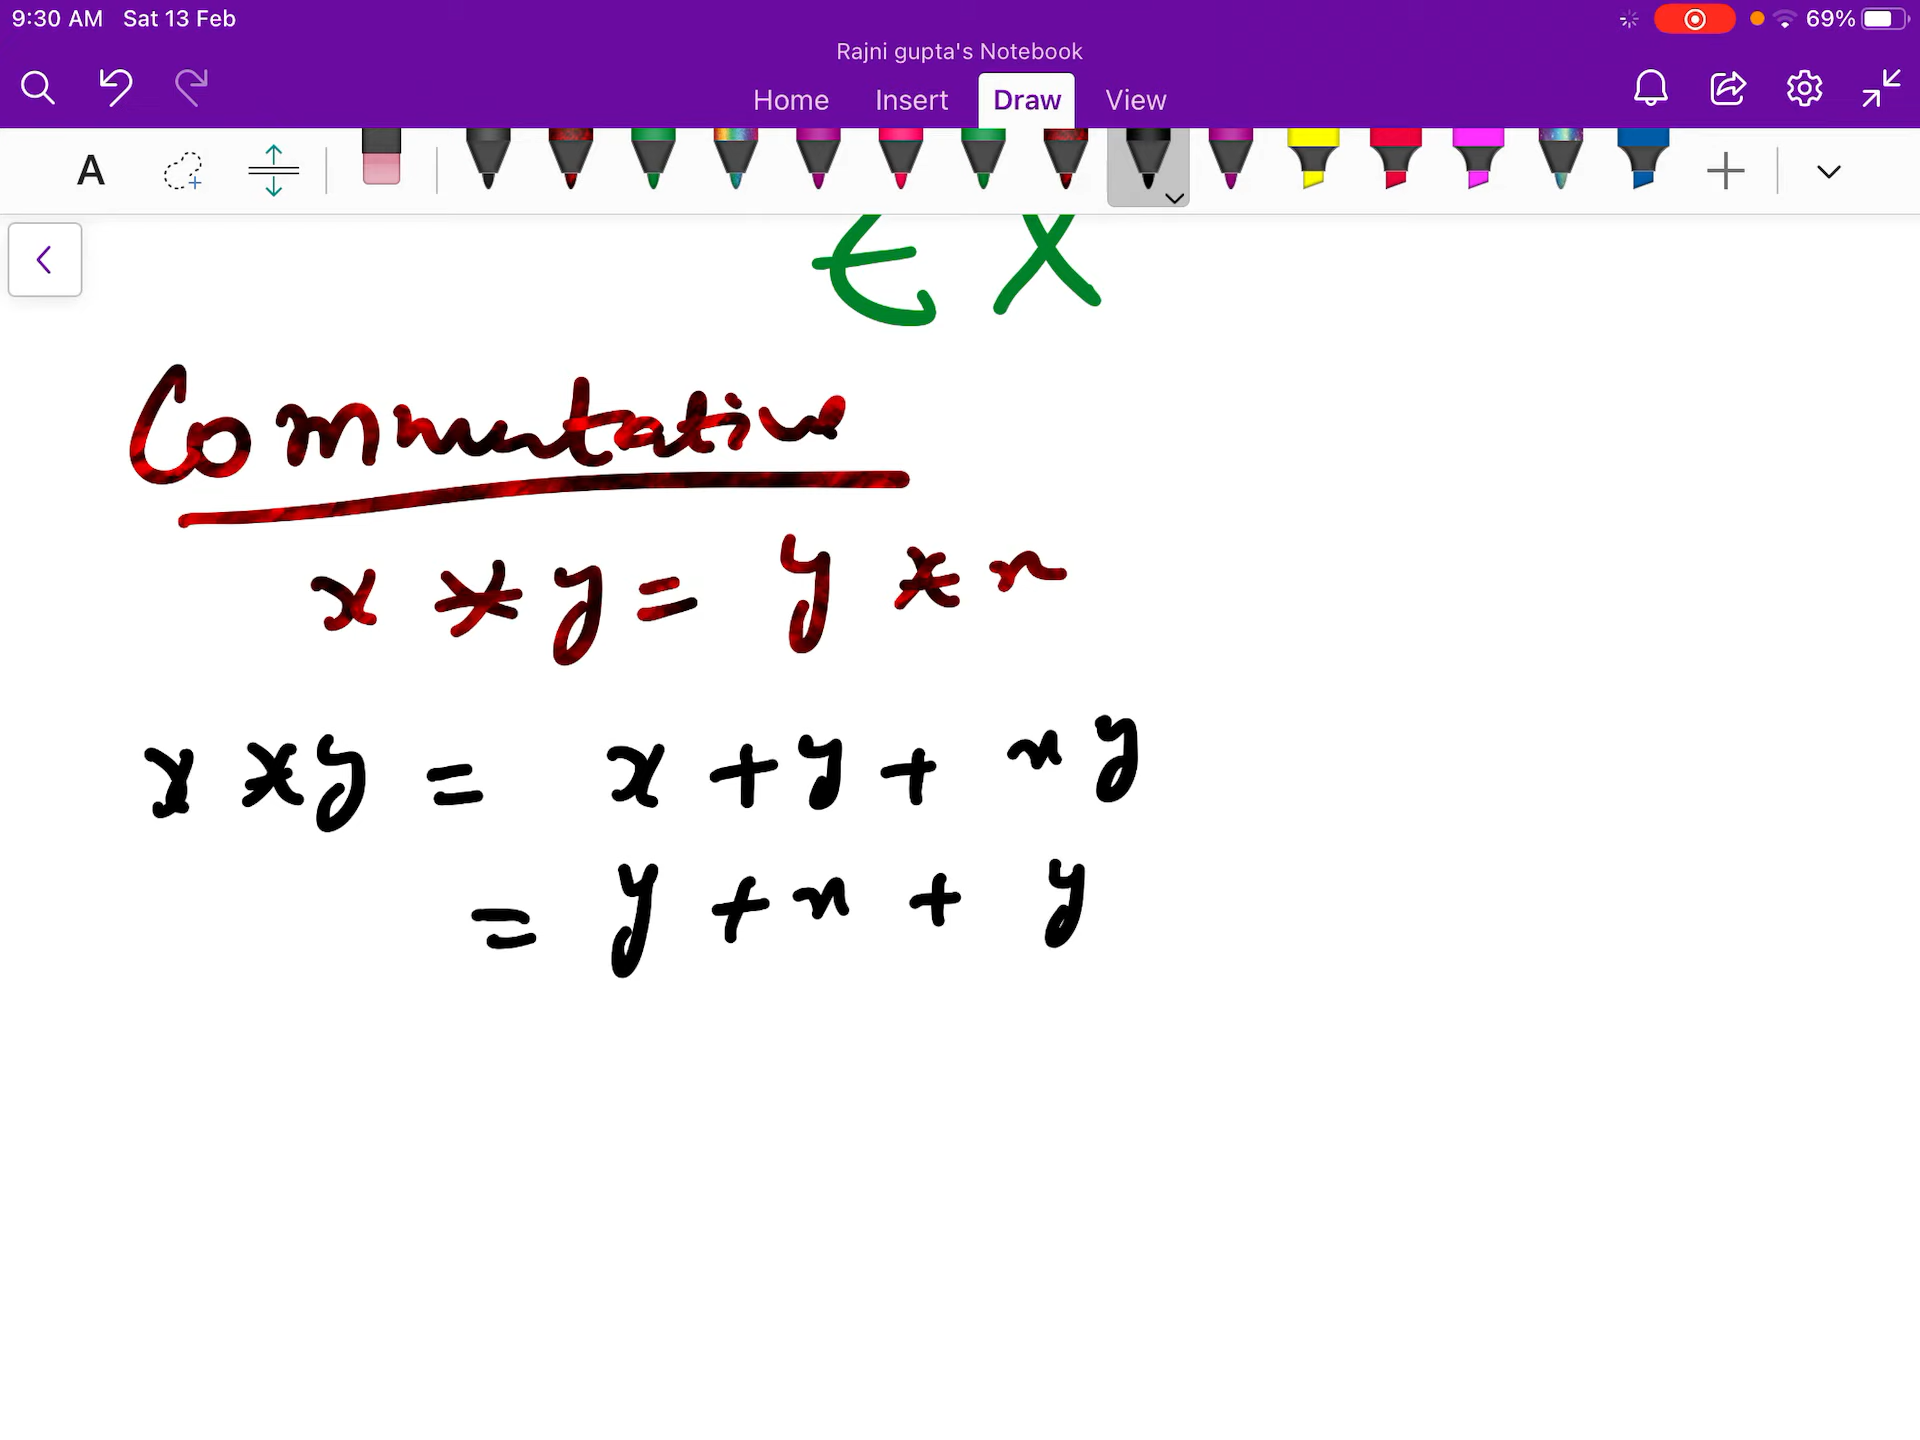 9:30 AM Sat 13 Feb 69%
Rajni gupta's Notebook
Home Insert Draw View
A
∈ X
Commutative
x * y = y * x
x * y = x + y + xy
= y + x + y